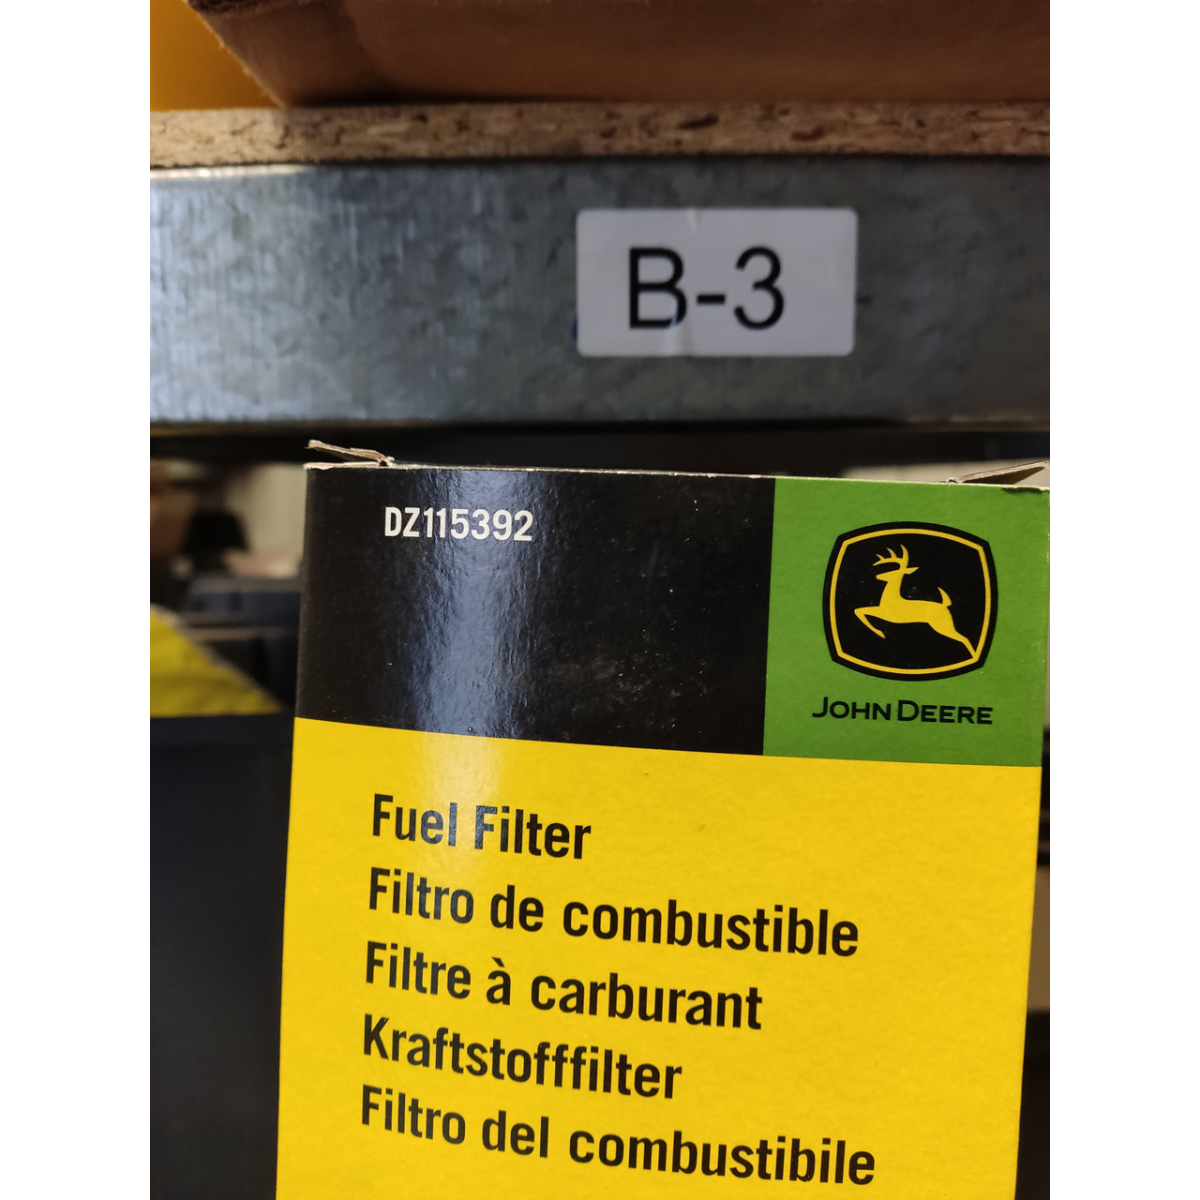 B-3
DZ115392
JOHN DEERE
Fuel Filter
Filtro de combustible
Filtre à carburant
Kraftstofffilter
Filtro del combustibile